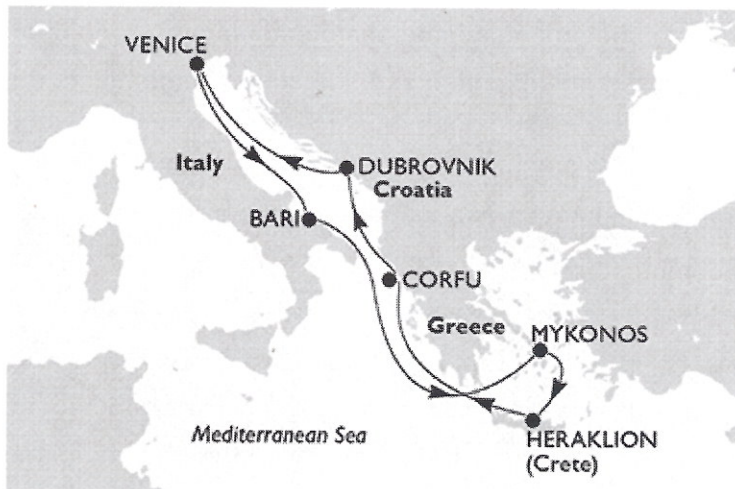 VENICE
Italy
DUBROVNIK
Croatia
BARI
CORFU
Greece
MYKONOS
Mediterranean Sea
HERAKLION
(Crete)